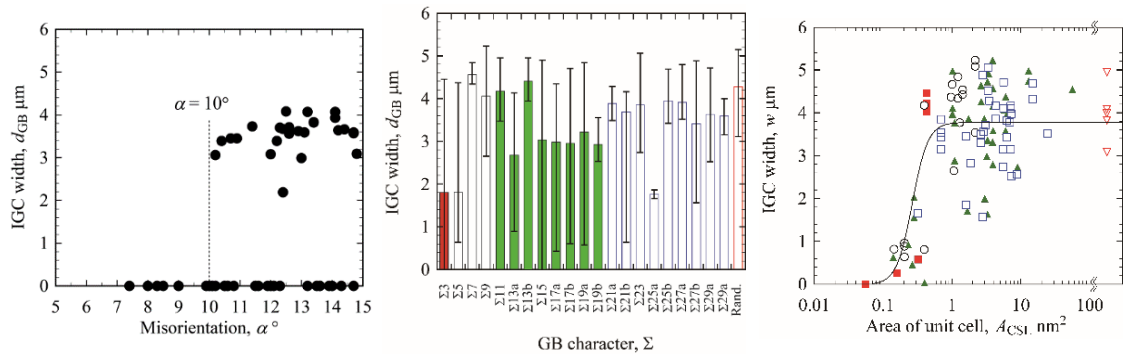 6
5
4
3
2
1
0
IGC width, d_GB μm
α = 10°
5 6 7 8 9 10 11 12 13 14 15
Misorientation, α °
6
5
4
3
2
1
0
IGC width, d_GB μm
Σ3 Σ5 Σ7 Σ9 Σ11 Σ13a Σ13b Σ15 Σ17a Σ17b Σ19a Σ19b Σ21a Σ21b Σ23 Σ25a Σ25b Σ27a Σ27b Σ29a Σ29a Rand.
GB character, Σ
6
5
4
3
2
1
0
IGC width, w μm
0.01 0.1 1 10 100
Area of unit cell, A_CSL nm²